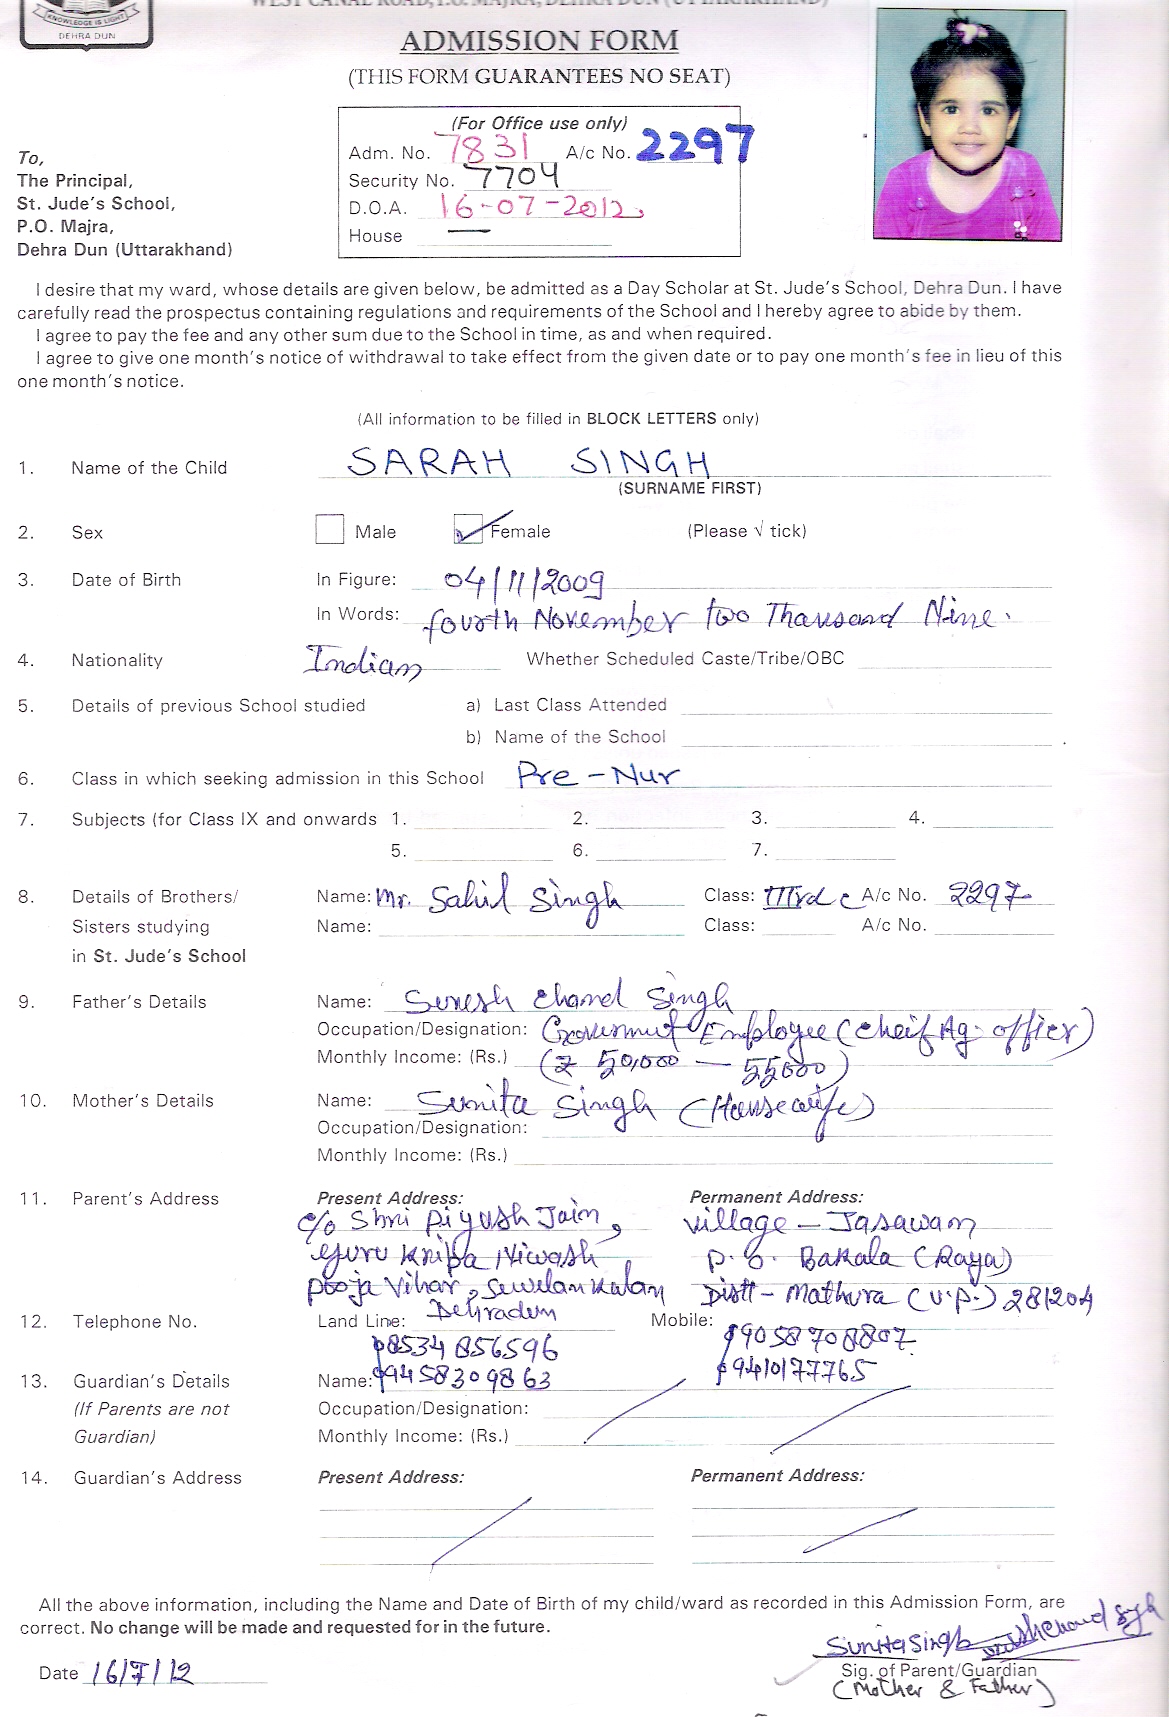 KNOWLEDGE IS LIGHT
DEHRA DUN
WEST CANAL ROAD, P.O. MAJRA, DEHRA DUN (UTTARAKHAND)
ADMISSION FORM
(THIS FORM GUARANTEES NO SEAT)
(For Office use only)
Adm. No. 7831 A/c No. 2297
Security No. 7704
D.O.A. 16-07-2012
House —
To,
The Principal,
St. Jude's School,
P.O. Majra,
Dehra Dun (Uttarakhand)
I desire that my ward, whose details are given below, be admitted as a Day Scholar at St. Jude's School, Dehra Dun. I have
carefully read the prospectus containing regulations and requirements of the School and I hereby agree to abide by them.
I agree to pay the fee and any other sum due to the School in time, as and when required.
I agree to give one month's notice of withdrawal to take effect from the given date or to pay one month's fee in lieu of this
one month's notice.
(All information to be filled in BLOCK LETTERS only)
1. Name of the Child SARAH SINGH
(SURNAME FIRST)
2. Sex Male Female (Please √ tick)
3. Date of Birth In Figure: 04/11/2009
In Words: fourth November two Thousand Nine.
4. Nationality Indian Whether Scheduled Caste/Tribe/OBC
5. Details of previous School studied a) Last Class Attended
b) Name of the School
6. Class in which seeking admission in this School Pre-Nur
7. Subjects (for Class IX and onwards 1. 2. 3. 4.
5. 6. 7.
8. Details of Brothers/ Name: Mr. Sahil Singh Class: IIIrd C A/c No. 2297
Sisters studying Name: Class: A/c No.
in St. Jude's School
9. Father's Details Name: Suresh Chand Singh
Occupation/Designation: Government Employee (Cheif Ag. officer)
Monthly Income: (Rs.) (₹ 50,000 — 55000)
10. Mother's Details Name: Sunita Singh (Housewife)
Occupation/Designation:
Monthly Income: (Rs.)
11. Parent's Address Present Address: Permanent Address:
c/o Shri Piyush Jain, village - Jasawam
Guru Kripa Niwash P.O. Bakala (Raya)
Pooja Vihar, Sewelankalan Distt - Mathura (U.P.) 281204
Dehradun
12. Telephone No. Land Line: Mobile:
08534856596 09058708807
13. Guardian's Details Name: 09458309863 09410177765
(If Parents are not Occupation/Designation:
Guardian) Monthly Income: (Rs.)
14. Guardian's Address Present Address: Permanent Address:
All the above information, including the Name and Date of Birth of my child/ward as recorded in this Admission Form, are
correct. No change will be made and requested for in the future.
Sunita Singh
Date 16/7/12 Sig. of Parent/Guardian
(Mother & Father)